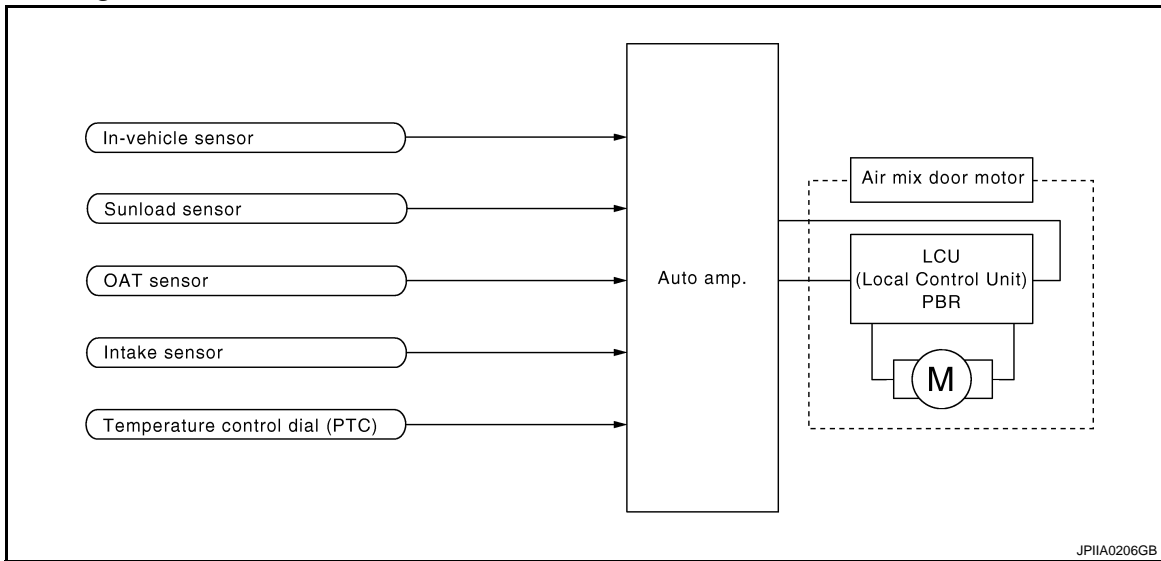 In-vehicle sensor
Sunload sensor
OAT sensor
Intake sensor
Temperature control dial (PTC)
Auto amp.
Air mix door motor
LCU
(Local Control Unit)
PBR
M
JPIIA0206GB